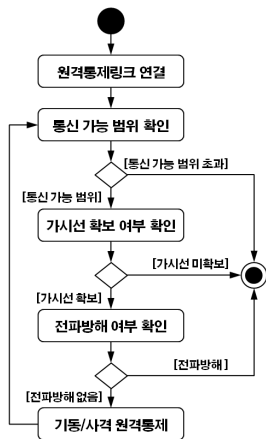 원격통제링크 연결
통신 가능 범위 확인
[통신 가능 범위 초과]
[통신 가능 범위]
가시선 확보 여부 확인
[가시선 미확보]
[가시선 확보]
전파방해 여부 확인
[전파방해 ]
[전파방해 없음]
기동/사격 원격통제